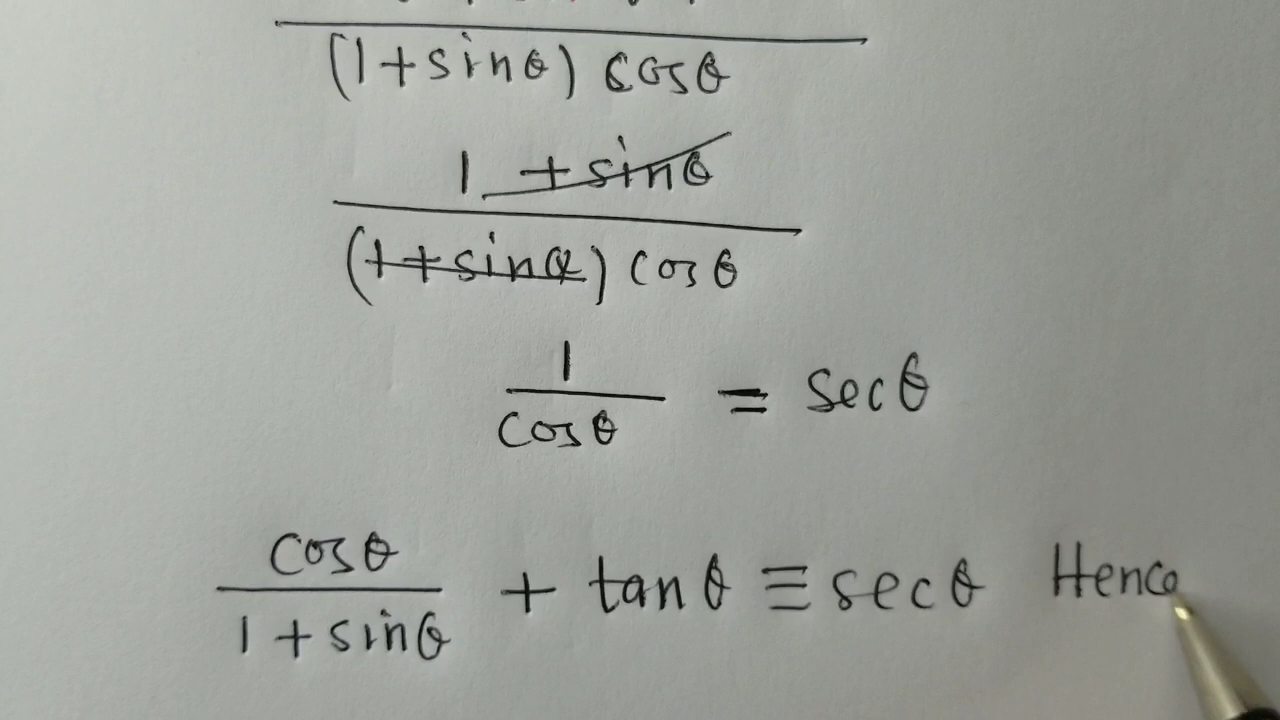 (1+sinθ) cosθ
1 + sinθ
(1+sinθ) cosθ
1
cosθ = secθ
cosθ
1+sinθ + tanθ ≡ secθ Hence